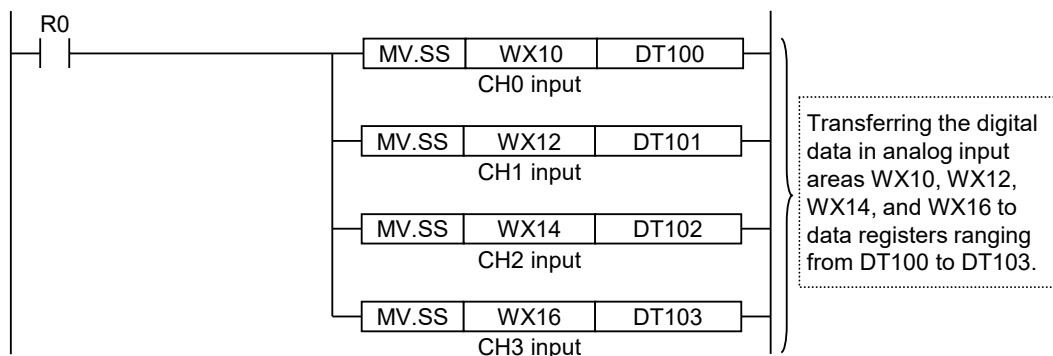 R0
MV.SS WX10 DT100
CH0 input
MV.SS WX12 DT101
CH1 input
MV.SS WX14 DT102
CH2 input
MV.SS WX16 DT103
CH3 input
Transferring the digital
data in analog input
areas WX10, WX12,
WX14, and WX16 to
data registers ranging
from DT100 to DT103.